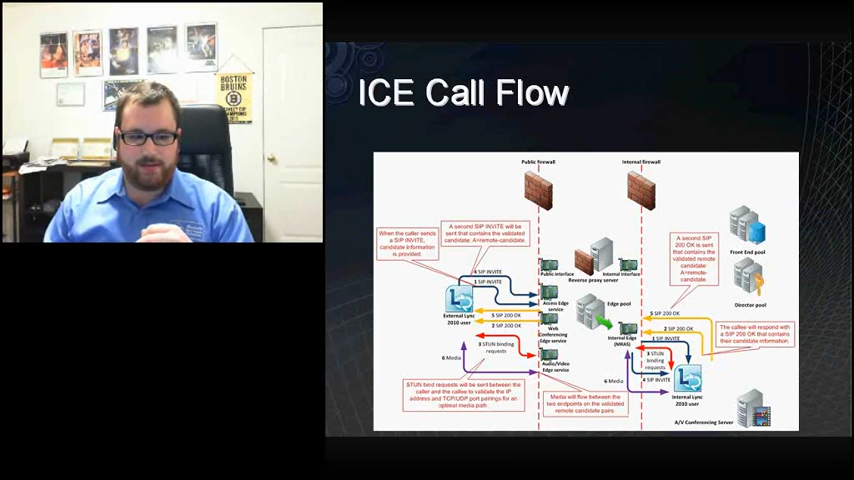 BOSTON
BRUINS
CHAMPIONS
ICE Call Flow
Public firewall
Internal firewall
When the caller sends
a SIP INVITE,
candidate information
is provided.
A second SIP INVITE will be
sent that contains the validated
candidate. A=remote-candidate.
A second SIP
200 OK is sent
that contains the
validated remote
candidate
A=remote-
candidate.
Front End pool
Public Interface
Internal Interface
Reverse proxy server
4 SIP INVITE
1 SIP INVITE
Director pool
External Lync
2010 user
Access Edge
service
Edge pool
5 SIP 200 OK
2 SIP 200 OK
Web
Conferencing
Edge service
Internal Edge
(MRAS)
5 SIP 200 OK
2 SIP 200 OK
1 SIP INVITE
The callee will respond with
a SIP 200 OK that contains
their candidate information.
3 STUN binding
requests
6 Media
Audio/Video
Edge service
3 STUN
binding
requests
6 Media
4 SIP INVITE
STUN bind requests will be sent between the
caller and the callee to validate the IP
address and TCP/UDP port pairings for an
optimal media path.
Media will flow between the
two endpoints on the validated
remote candidate pairs
Internal Lync
2010 user
A/V Conferencing Server